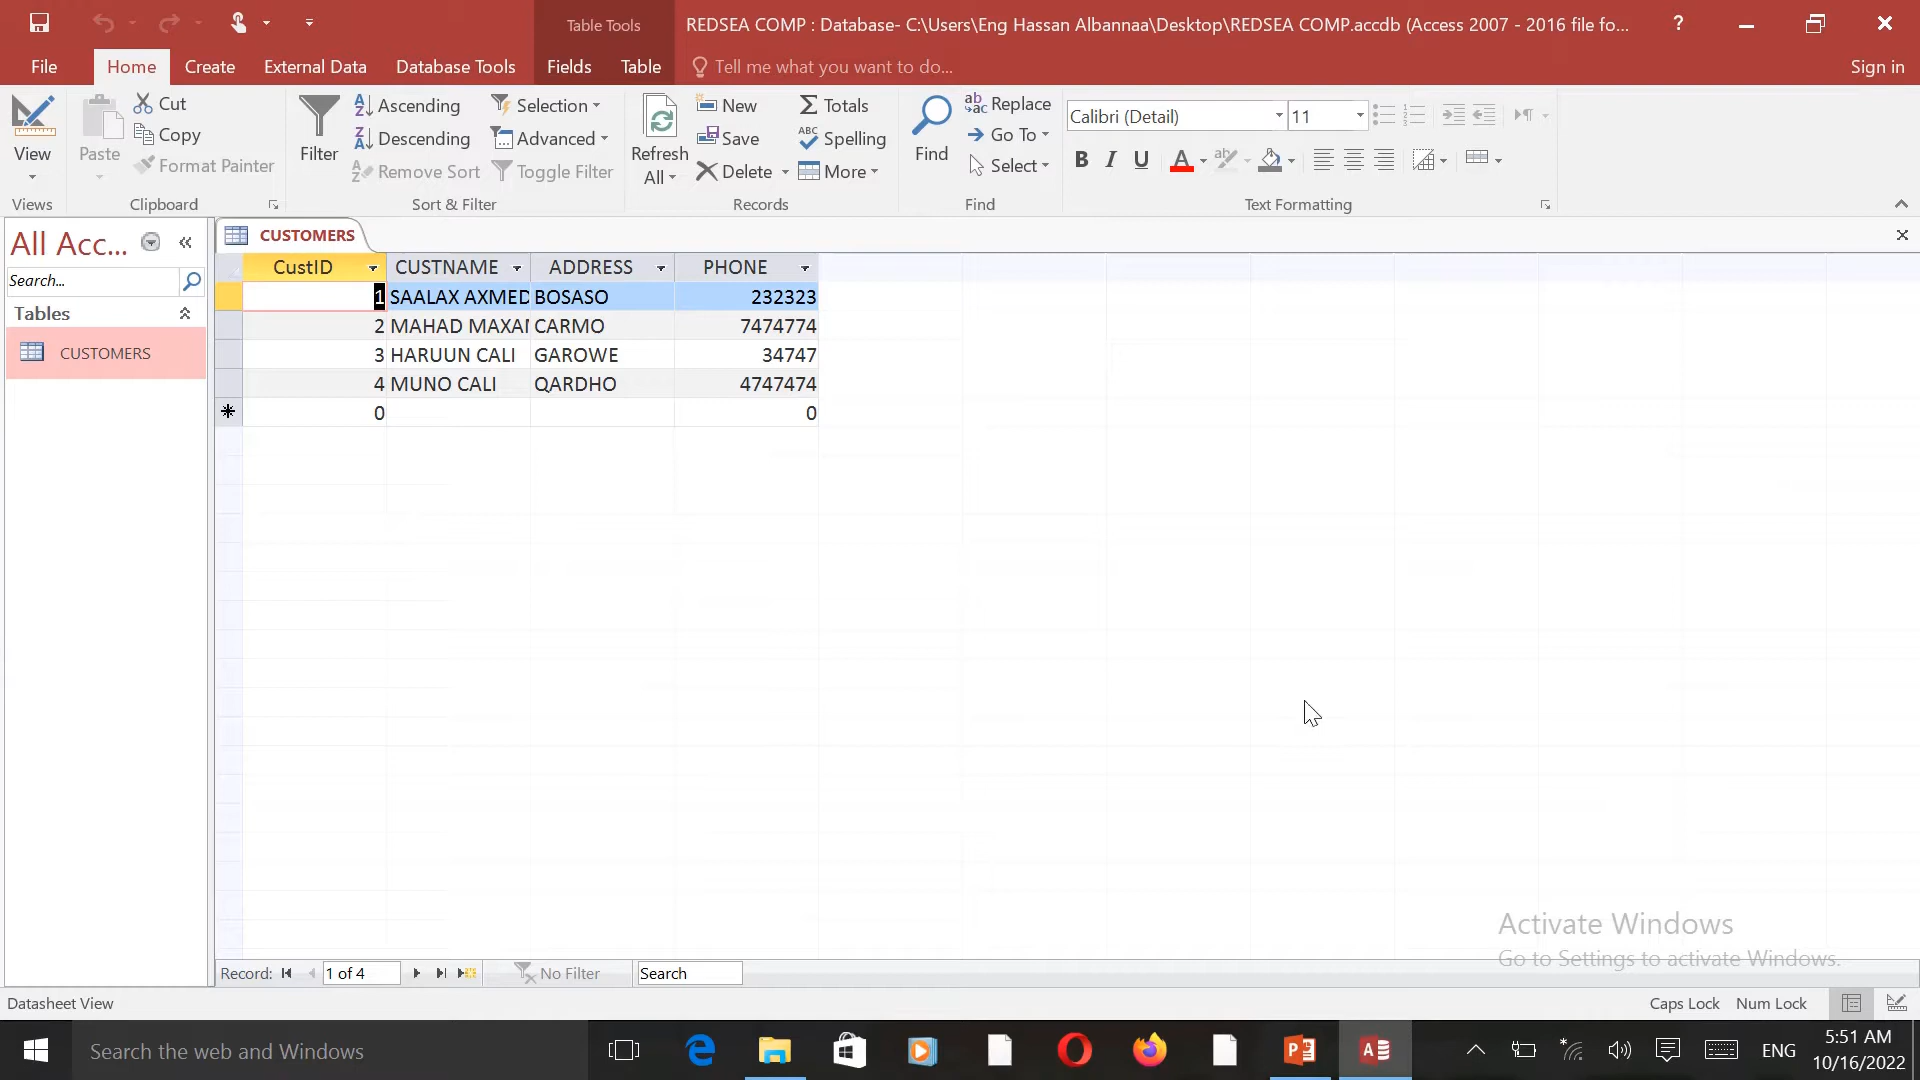 Table Tools
REDSEA COMP : Database- C:\Users\Eng Hassan Albannaa\Desktop\REDSEA COMP.accdb (Access 2007 - 2016 file fo...
?
File Home Create External Data Database Tools Fields Table Tell me what you want to do... Sign in
View
Paste
Cut
Copy
Format Painter
Filter
Ascending
Descending
Remove Sort
Selection
Advanced
Toggle Filter
Refresh
All
New
Save
Delete
Totals
Spelling
More
Find
Replace
Go To
Select
Calibri (Detail) 11
B I U A
Views Clipboard Sort & Filter Records Find Text Formatting
All Acc...
Search...
Tables
CUSTOMERS
CUSTOMERS
CustID CUSTNAME ADDRESS PHONE
1 SAALAX AXMED BOSASO 232323
2 MAHAD MAXAI CARMO 7474774
3 HARUUN CALI GAROWE 34747
4 MUNO CALI QARDHO 4747474
0 0
Activate Windows
Go to Settings to activate Windows.
Record: 1 of 4 No Filter Search
Datasheet View Caps Lock Num Lock
Search the web and Windows
ENG
5:51 AM
10/16/2022